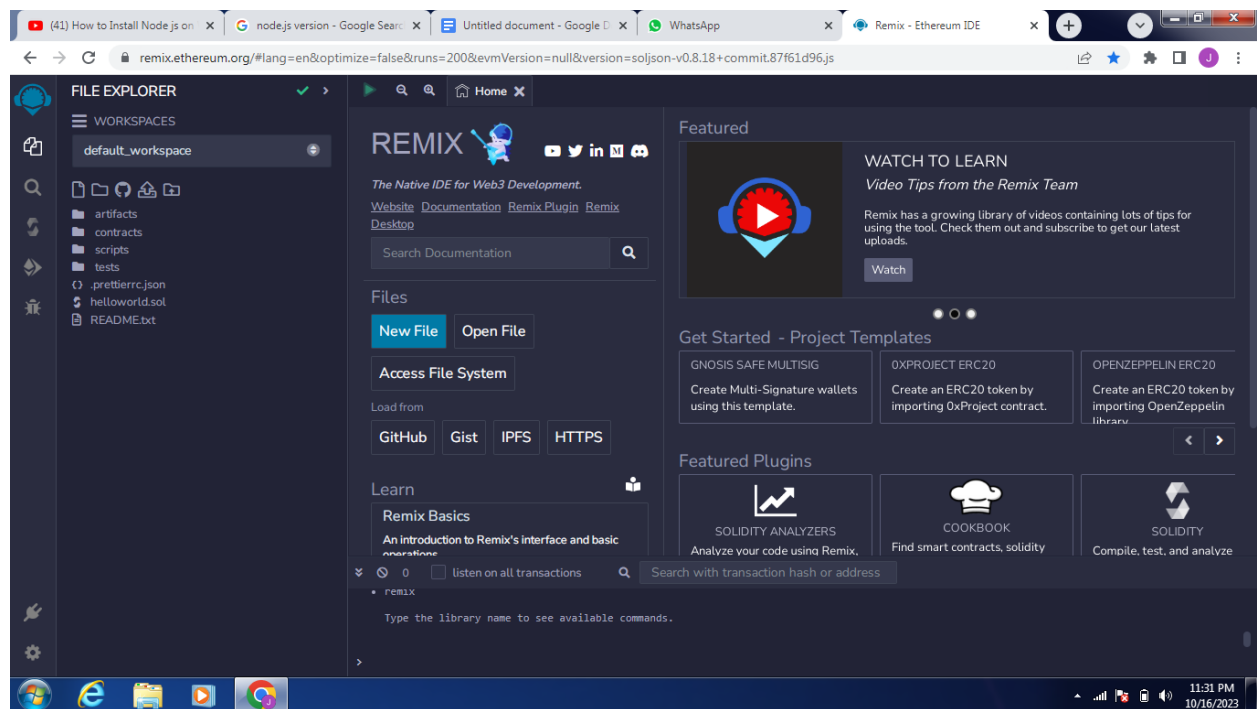 (41) How to Install Node js on
node.js version - Google Searc
Untitled document - Google D
WhatsApp
Remix - Ethereum IDE
remix.ethereum.org/#lang=en&optimize=false&runs=200&evmVersion=null&version=soljson-v0.8.18+commit.87f61d96.js
J
FILE EXPLORER
WORKSPACES
default_workspace
artifacts
contracts
scripts
tests
.prettierrc.json
helloworld.sol
README.txt
Home
REMIX
The Native IDE for Web3 Development.
Website Documentation Remix Plugin Remix
Desktop
Search Documentation
Files
New File Open File
Access File System
Load from
GitHub Gist IPFS HTTPS
Learn
Remix Basics
An introduction to Remix's interface and basic
operations
Featured
WATCH TO LEARN
Video Tips from the Remix Team
Remix has a growing library of videos containing lots of tips for
using the tool. Check them out and subscribe to get our latest
uploads.
Watch
Get Started - Project Templates
GNOSIS SAFE MULTISIG
Create Multi-Signature wallets
using this template.
0XPROJECT ERC20
Create an ERC20 token by
importing 0xProject contract.
OPENZEPPELIN ERC20
Create an ERC20 token by
importing OpenZeppelin
library
Featured Plugins
SOLIDITY ANALYZERS
Analyze your code using Remix,
COOKBOOK
Find smart contracts, solidity
SOLIDITY
Compile, test, and analyze
0 listen on all transactions Search with transaction hash or address
• remix
Type the library name to see available commands.
>
11:31 PM
10/16/2023